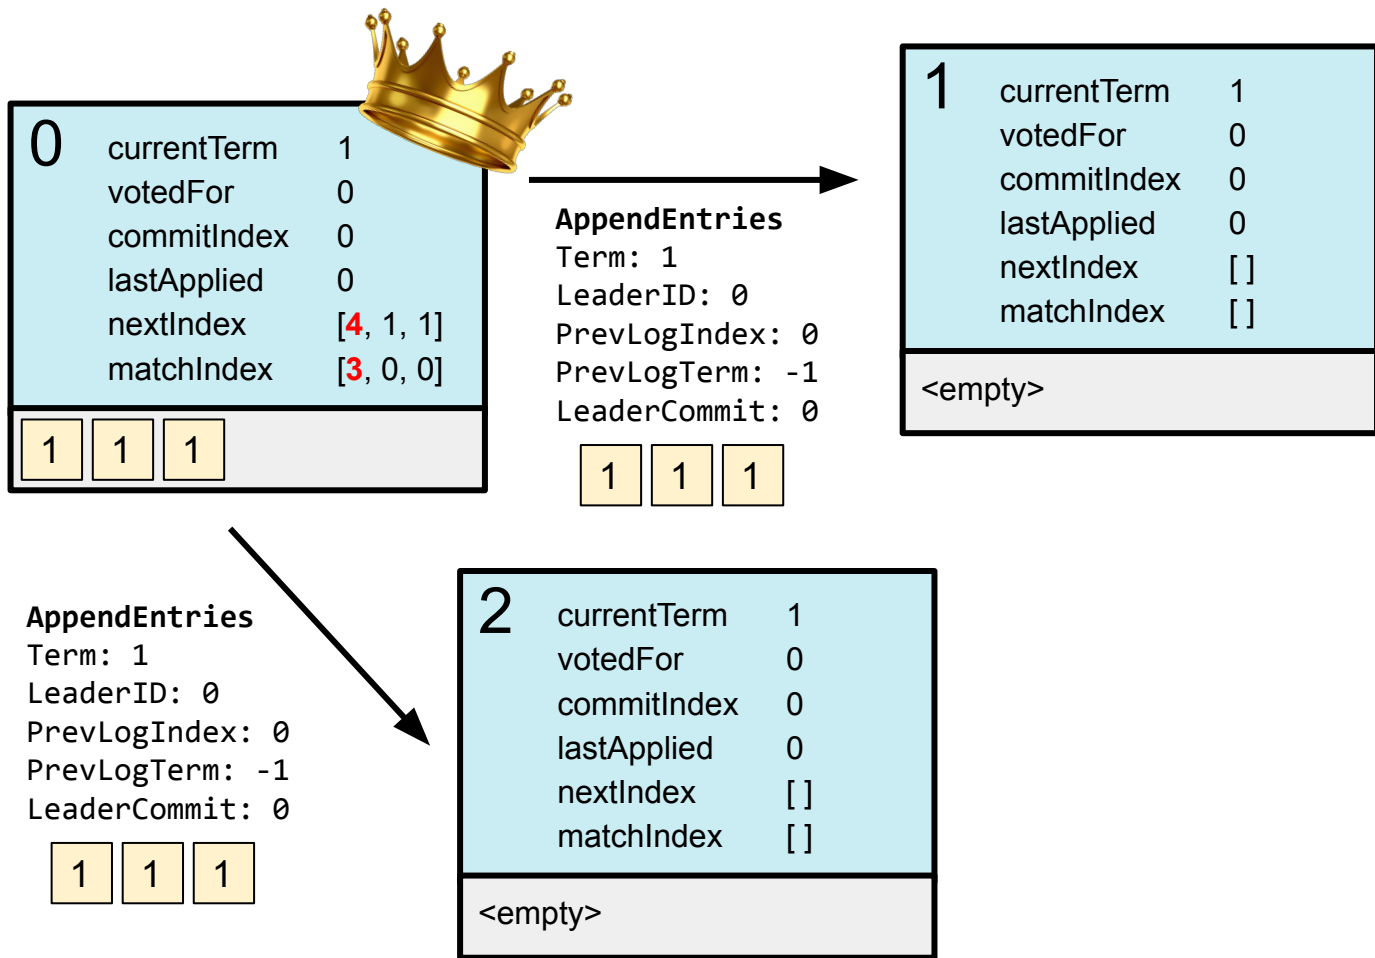 0
currentTerm 1
votedFor 0
commitIndex 0
lastApplied 0
nextIndex [4, 1, 1]
matchIndex [3, 0, 0]
1 1 1
AppendEntries
Term: 1
LeaderID: 0
PrevLogIndex: 0
PrevLogTerm: -1
LeaderCommit: 0
1 1 1
1
currentTerm 1
votedFor 0
commitIndex 0
lastApplied 0
nextIndex [ ]
matchIndex [ ]
<empty>
AppendEntries
Term: 1
LeaderID: 0
PrevLogIndex: 0
PrevLogTerm: -1
LeaderCommit: 0
1 1 1
2
currentTerm 1
votedFor 0
commitIndex 0
lastApplied 0
nextIndex [ ]
matchIndex [ ]
<empty>